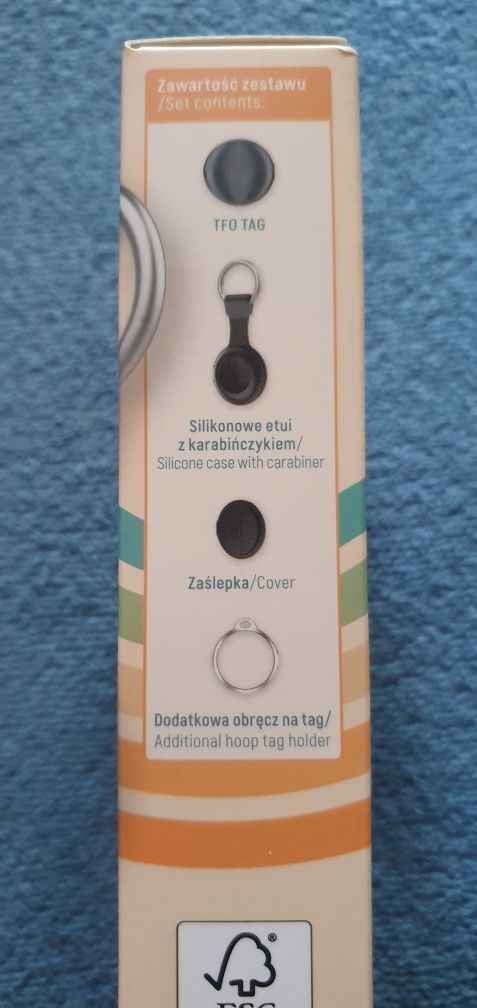 Zawartość zestawu
/Set contents:
TFO TAG
Silikonowe etui
z karabińczykiem/
Silicone case with carabiner
Zaślepka/Cover
Dodatkowa obręcz na tag/
Additional hoop tag holder
®
FSC